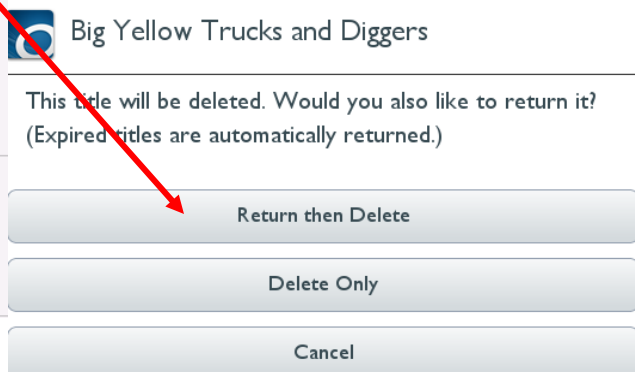 Big Yellow Trucks and Diggers
This title will be deleted. Would you also like to return it?
(Expired titles are automatically returned.)
Return then Delete
Delete Only
Cancel